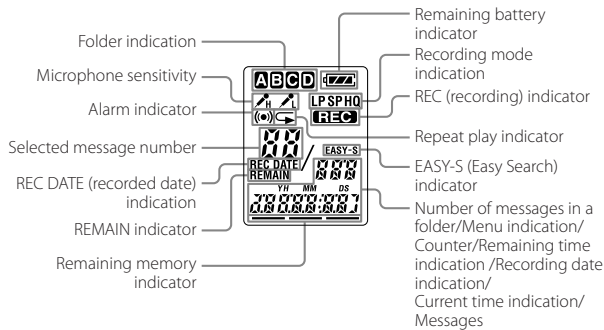 Folder indication
Microphone sensitivity
Alarm indicator
Selected message number
REC DATE (recorded date)
indication
REMAIN indicator
Remaining memory
indicator
ABCD
H L
LP SP HQ
REC
EASY-S
REC DATE
REMAIN
YH MM DS
Remaining battery
indicator
Recording mode
indication
REC (recording) indicator
Repeat play indicator
EASY-S (Easy Search)
indicator
Number of messages in a
folder/Menu indication/
Counter/Remaining time
indication /Recording date
indication/
Current time indication/
Messages